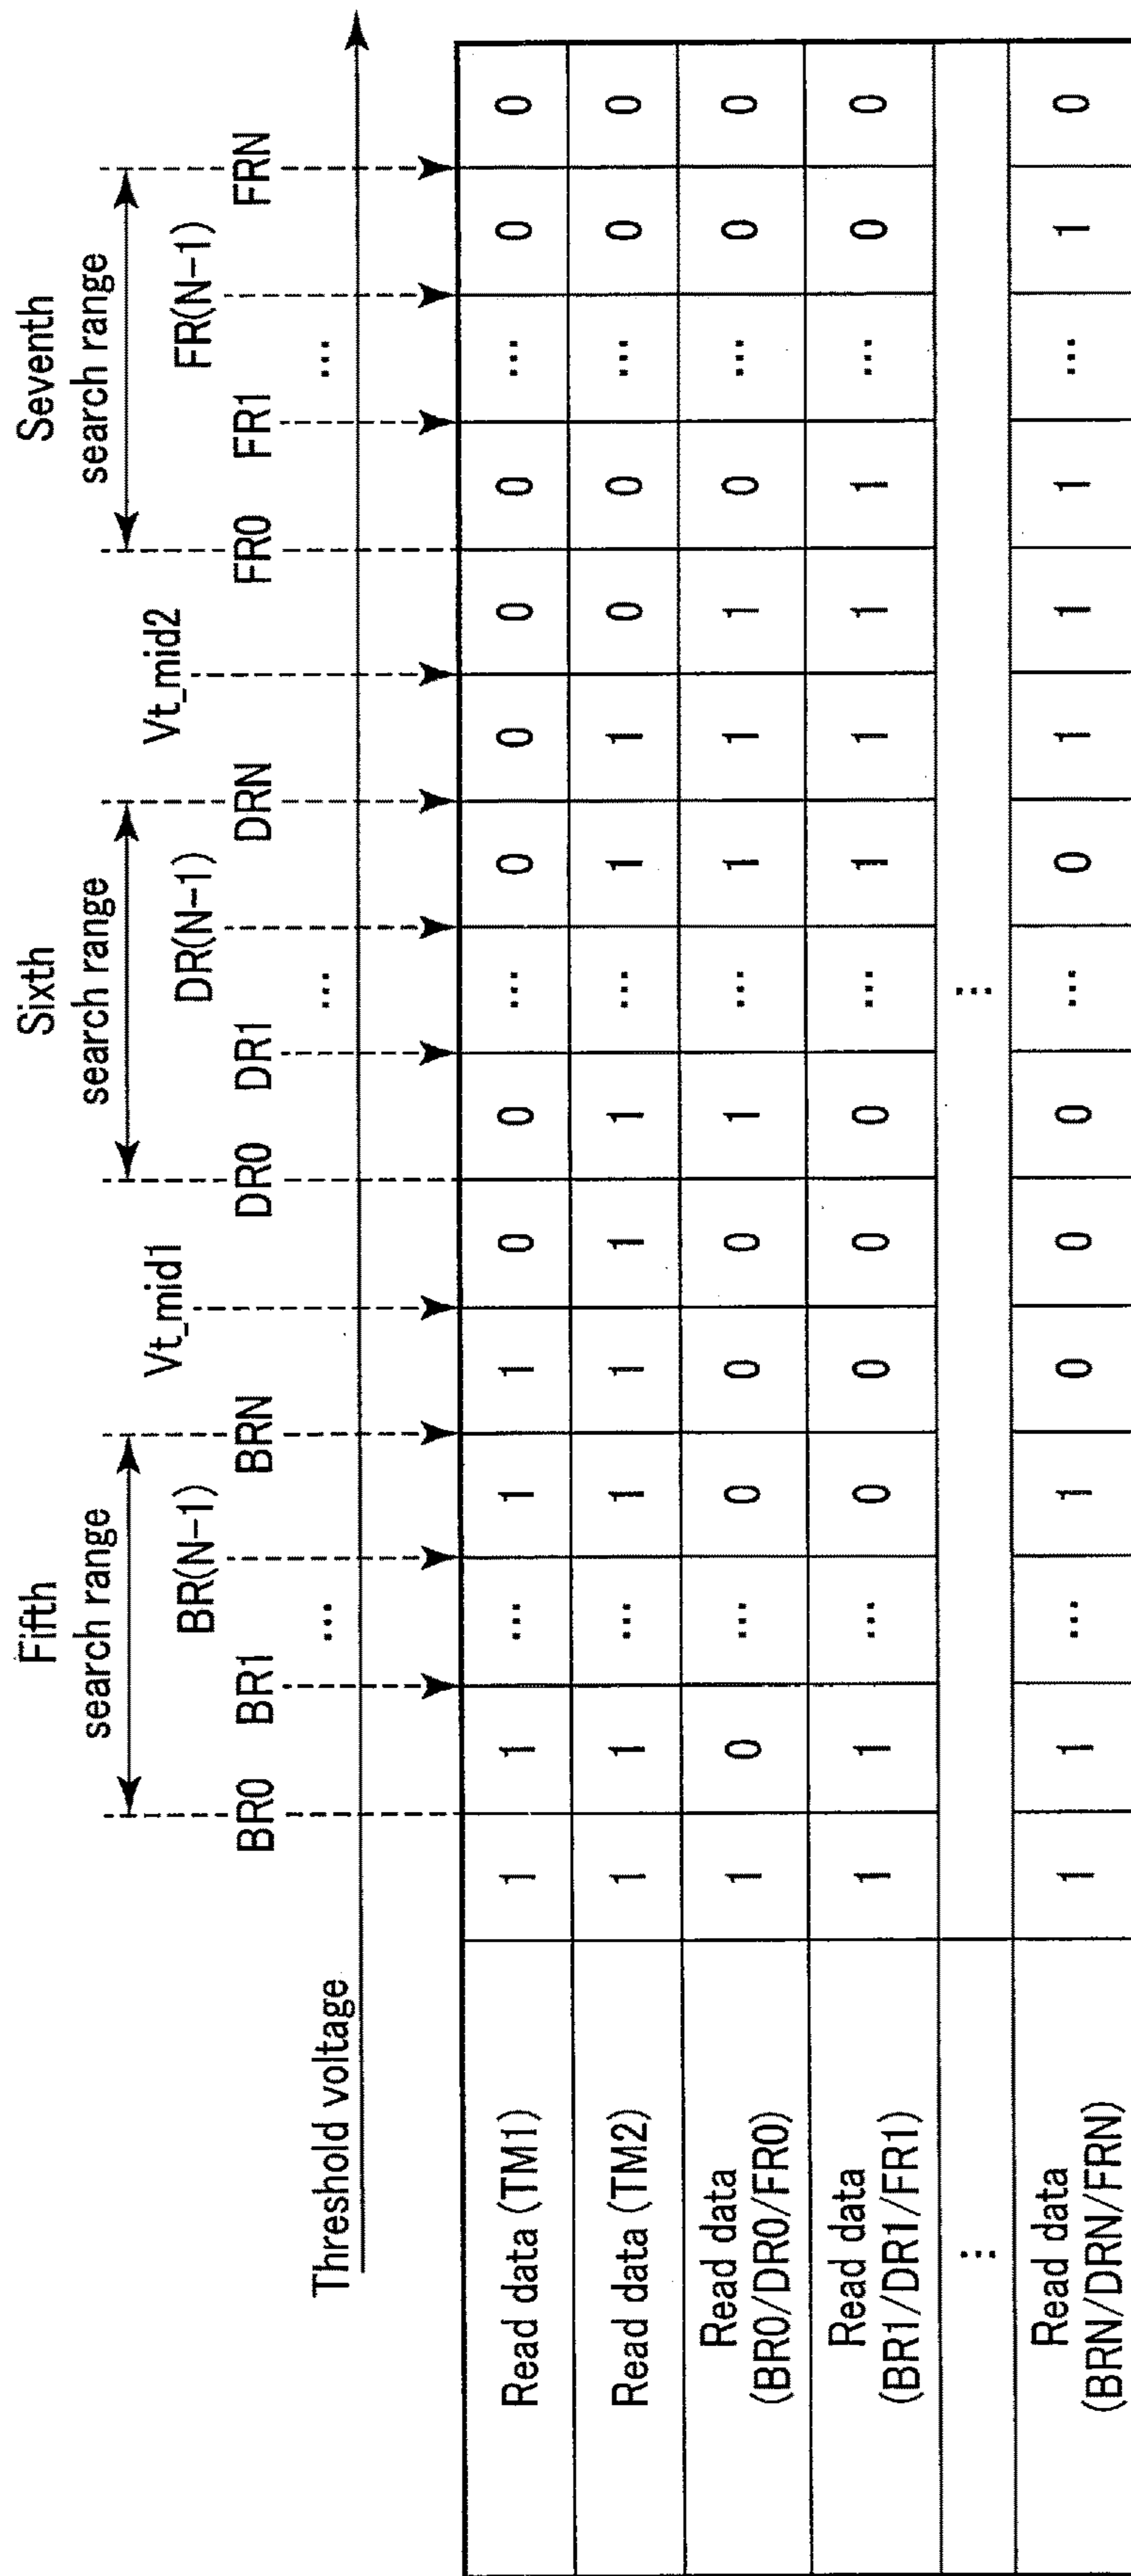 Fifth Sixth Seventh
search range search range search range
Vt_mid1 Vt_mid2
BR(N-1) DR(N-1) FR(N-1)
BR0 BR1 BRN DR0 DR1 DRN FR0 FR1 FRN
Threshold voltage ... ... ...
Read data (TM1) 1 1 ... 1 1 0 0 ... 0 0 0 0 ... 0 0
Read data (TM2) 1 1 ... 1 1 1 1 ... 1 1 0 0 ... 0 0
Read data
(BR0/DR0/FR0) 1 0 ... 0 0 0 1 ... 1 1 1 0 ... 0 0
Read data
(BR1/DR1/FR1) 1 1 ... 0 0 0 0 ... 1 1 1 1 ... 0 0
... ...
Read data
(BRN/DRN/FRN) 1 1 ... 1 0 0 0 ... 0 1 1 1 ... 1 0